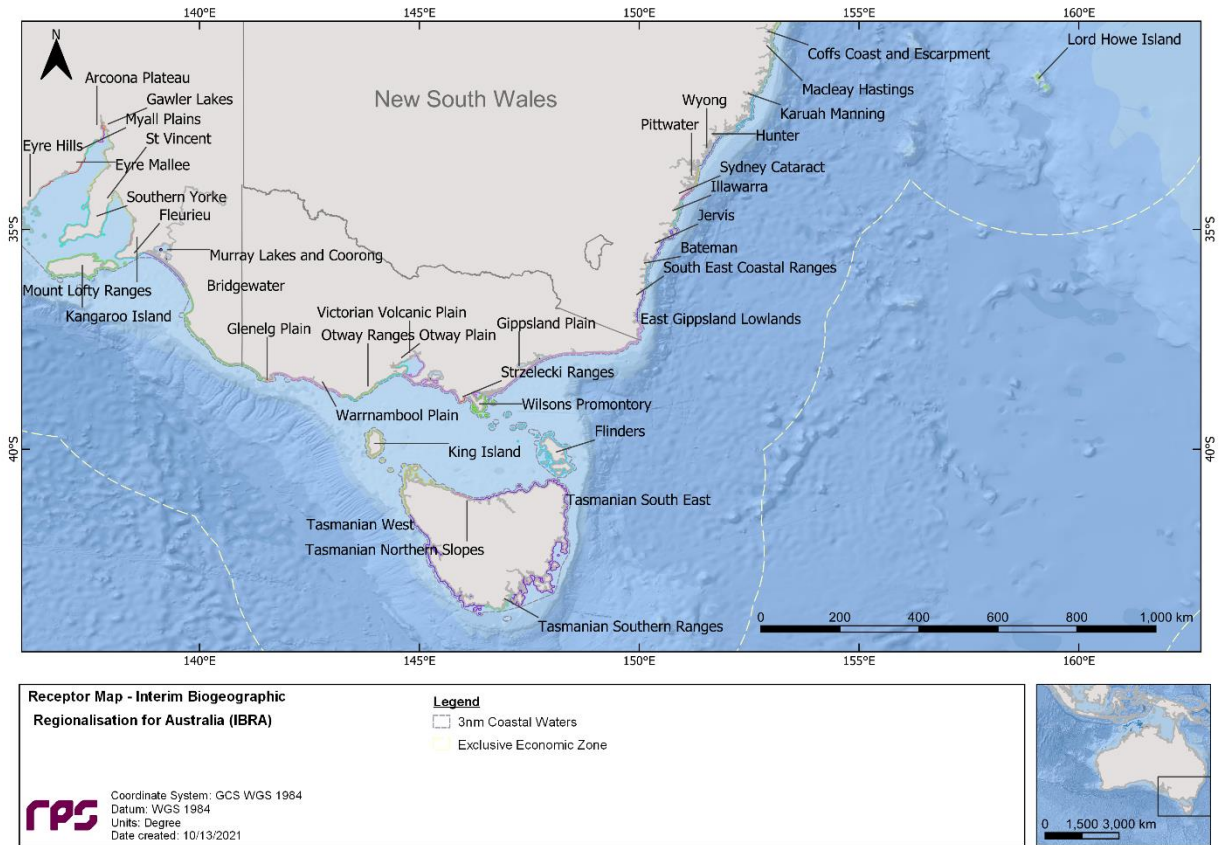 140°E
145°E
150°E
155°E
160°E
N
Arcoona Plateau
Gawler Lakes
Myall Plains
St Vincent
Eyre Hills
Eyre Mallee
Southern Yorke
Fleurieu
Murray Lakes and Coorong
Mount Lofty Ranges
Kangaroo Island
Bridgewater
Glenelg Plain
Victorian Volcanic Plain
Otway Ranges
Otway Plain
Gippsland Plain
Strzelecki Ranges
Warrnambool Plain
Wilsons Promontory
King Island
Flinders
Tasmanian South East
Tasmanian West
Tasmanian Northern Slopes
Tasmanian Southern Ranges
New South Wales
Lord Howe Island
Coffs Coast and Escarpment
Macleay Hastings
Karuah Manning
Wyong
Pittwater
Hunter
Sydney Cataract
Illawarra
Jervis
Bateman
South East Coastal Ranges
East Gippsland Lowlands
35°S
35°S
40°S
40°S
0 200 400 600 800 1,000 km
140°E
145°E
150°E
155°E
160°E
Receptor Map - Interim Biogeographic
Regionalisation for Australia (IBRA)
Legend
3nm Coastal Waters
Exclusive Economic Zone
rps
Coordinate System: GCS WGS 1984
Datum: WGS 1984
Units: Degree
Date created: 10/13/2021
0 1,500 3,000 km